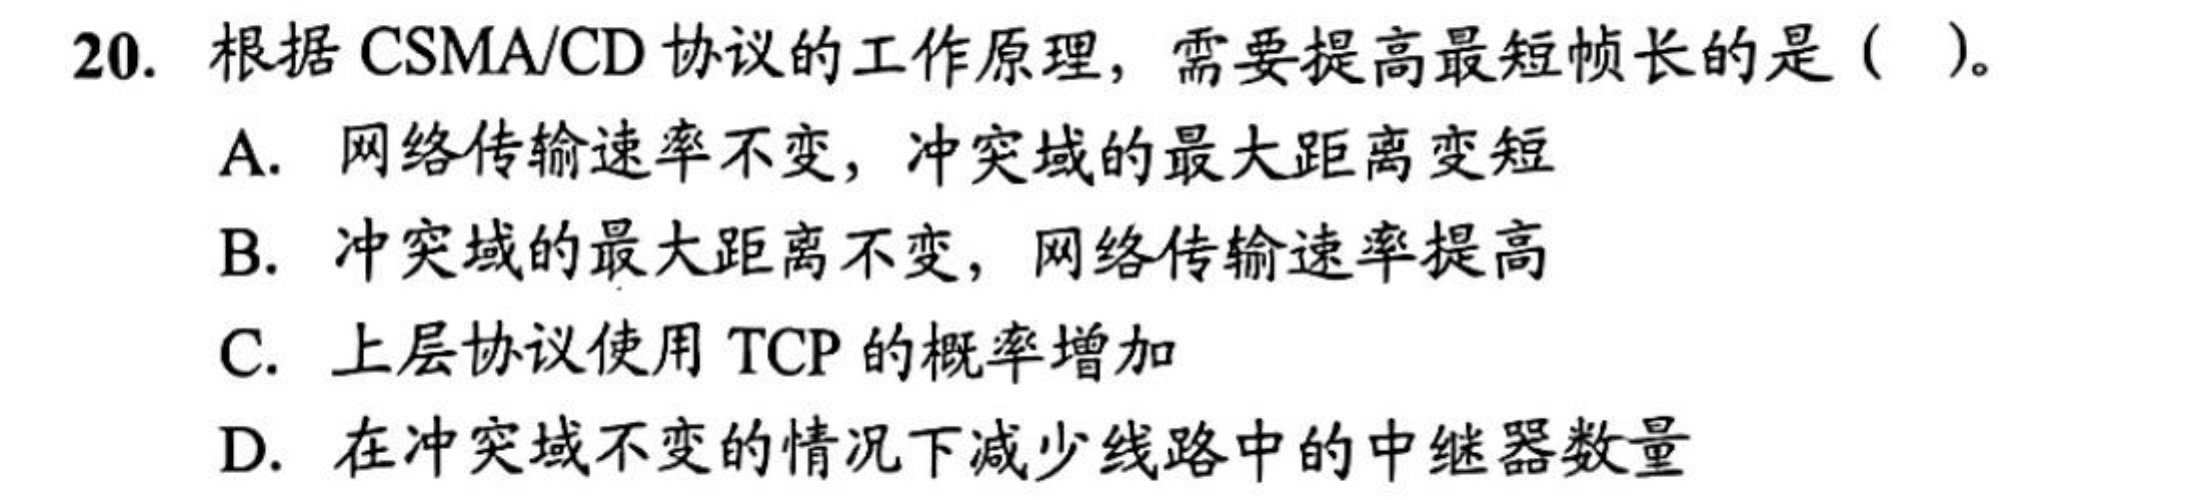 20. 根据 CSMA/CD 协议的工作原理，需要提高最短帧长的是（ ）。
A. 网络传输速率不变，冲突域的最大距离变短
B. 冲突域的最大距离不变，网络传输速率提高
C. 上层协议使用 TCP 的概率增加
D. 在冲突域不变的情况下减少线路中的中继器数量